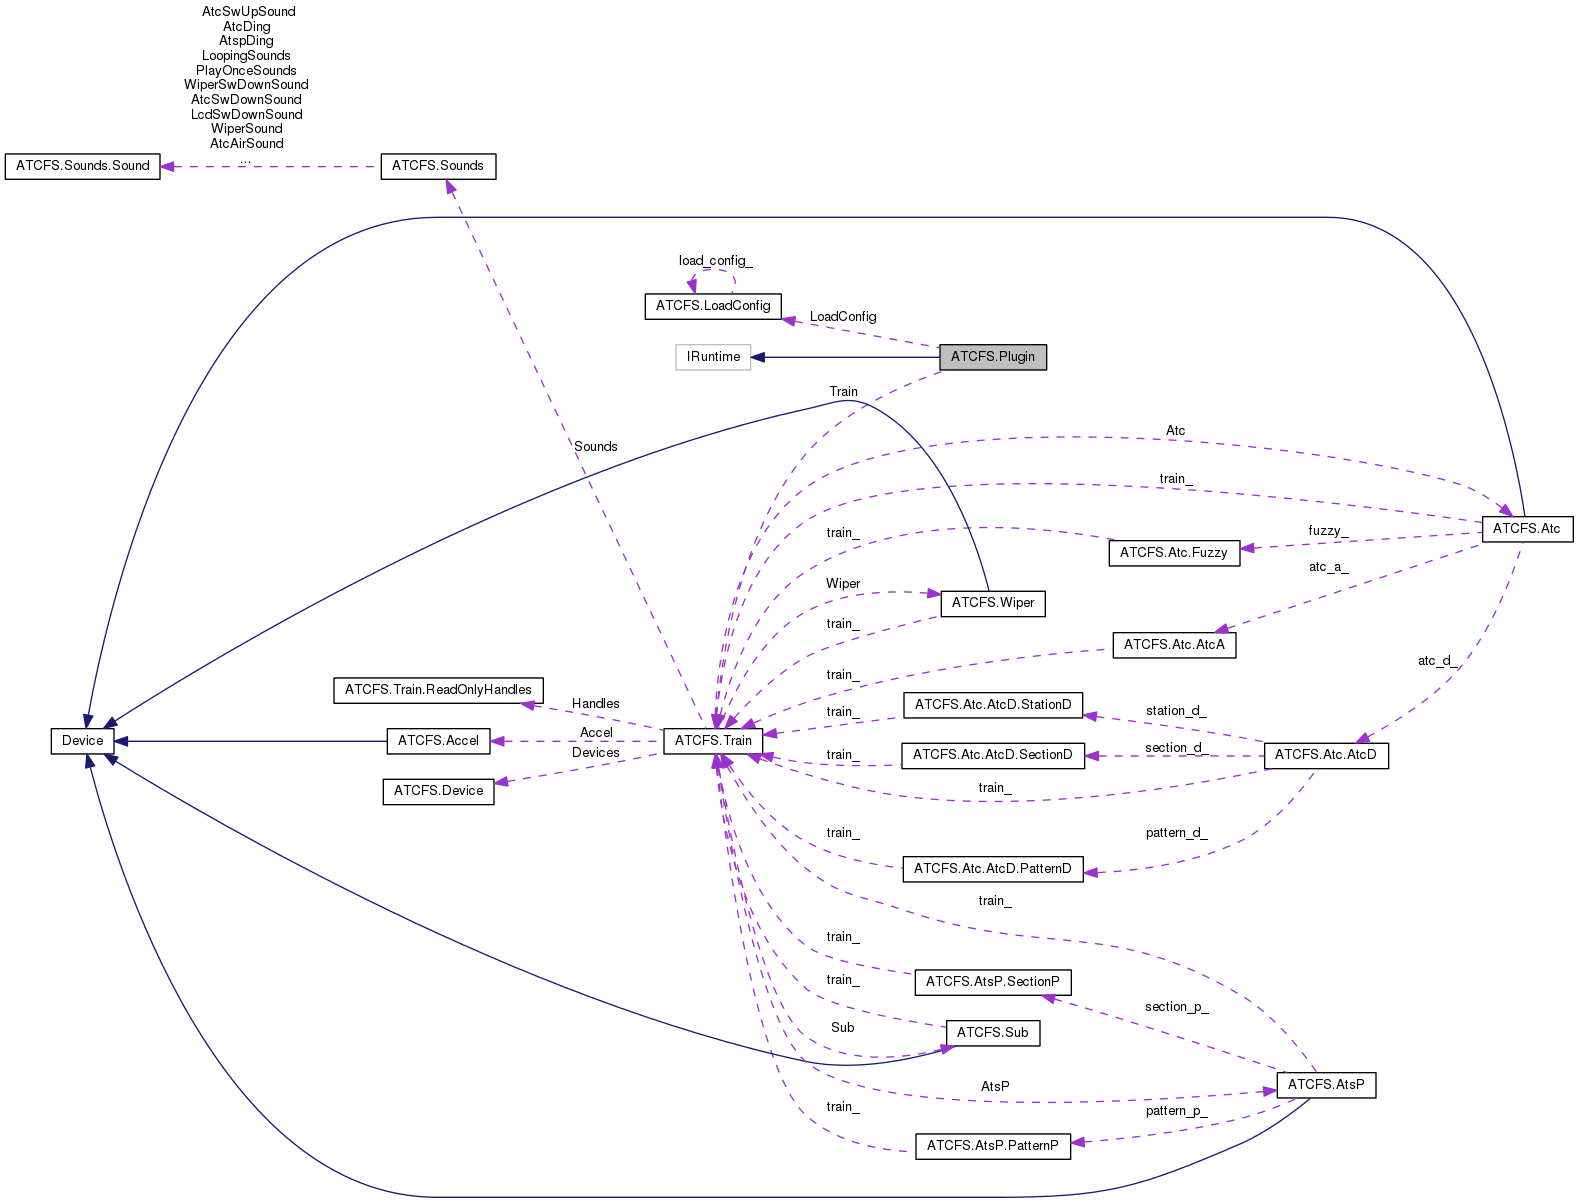 AtcSwUpSound
AtcDing
AtspDing
LoopingSounds
PlayOnceSounds
WiperSwDownSound
AtcSwDownSound
LcdSwDownSound
WiperSound
AtcAirSound
...
ATCFS.Sounds.Sound
ATCFS.Sounds
load_config_
ATCFS.LoadConfig
LoadConfig
IRuntime
ATCFS.Plugin
Train
Sounds
Atc
train_
ATCFS.Atc
fuzzy_
train_
ATCFS.Atc.Fuzzy
atc_a_
Wiper
ATCFS.Wiper
train_
ATCFS.Atc.AtcA
atc_d_
train_
ATCFS.Train.ReadOnlyHandles
Handles
ATCFS.Atc.AtcD.StationD
station_d_
train_
Device
ATCFS.Accel
Accel
ATCFS.Train
Devices
train_
ATCFS.Atc.AtcD.SectionD
section_d_
ATCFS.Atc.AtcD
ATCFS.Device
train_
train_
pattern_d_
ATCFS.Atc.AtcD.PatternD
train_
train_
ATCFS.AtsP.SectionP
train_
section_p_
Sub
ATCFS.Sub
AtsP
ATCFS.AtsP
train_
pattern_p_
ATCFS.AtsP.PatternP